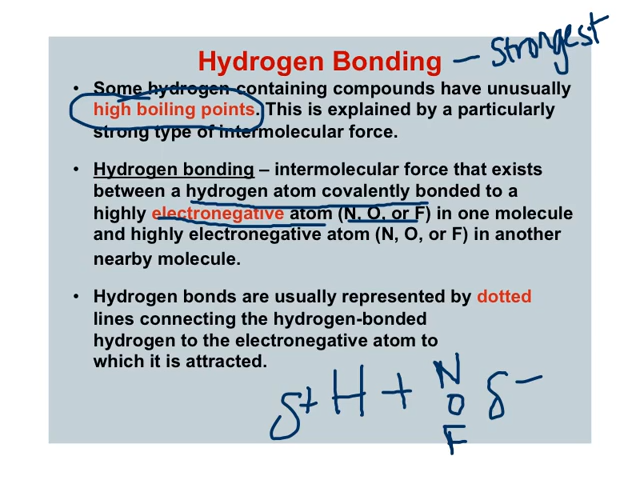 Hydrogen Bonding – strongest
• Some hydrogen containing compounds have unusually
high boiling points. This is explained by a particularly
strong type of intermolecular force.
• Hydrogen bonding – intermolecular force that exists
between a hydrogen atom covalently bonded to a
highly electronegative atom (N, O, or F) in one molecule
and highly electronegative atom (N, O, or F) in another
nearby molecule.
• Hydrogen bonds are usually represented by dotted
lines connecting the hydrogen-bonded
hydrogen to the electronegative atom to
which it is attracted.
N
δ+ H + O δ–
F